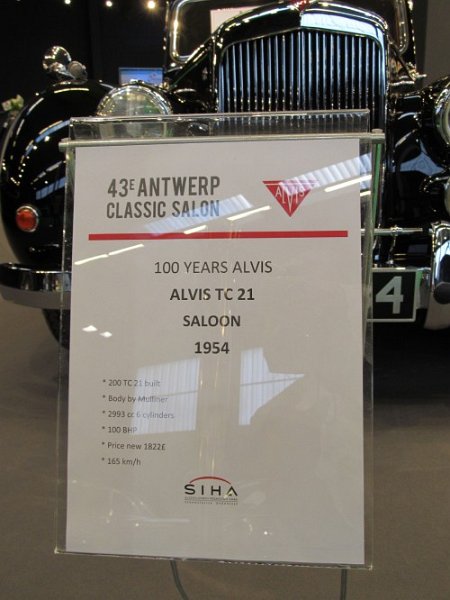 43E ANTWERP
CLASSIC SALON
ALVIS
100 YEARS ALVIS
ALVIS TC 21
SALOON
1954
* 200 TC 21 built
* Body by Mulliner
* 2993 cc 6 cylinders
* 100 BHP
* Price new 1822£
* 165 km/h
SIHA
4